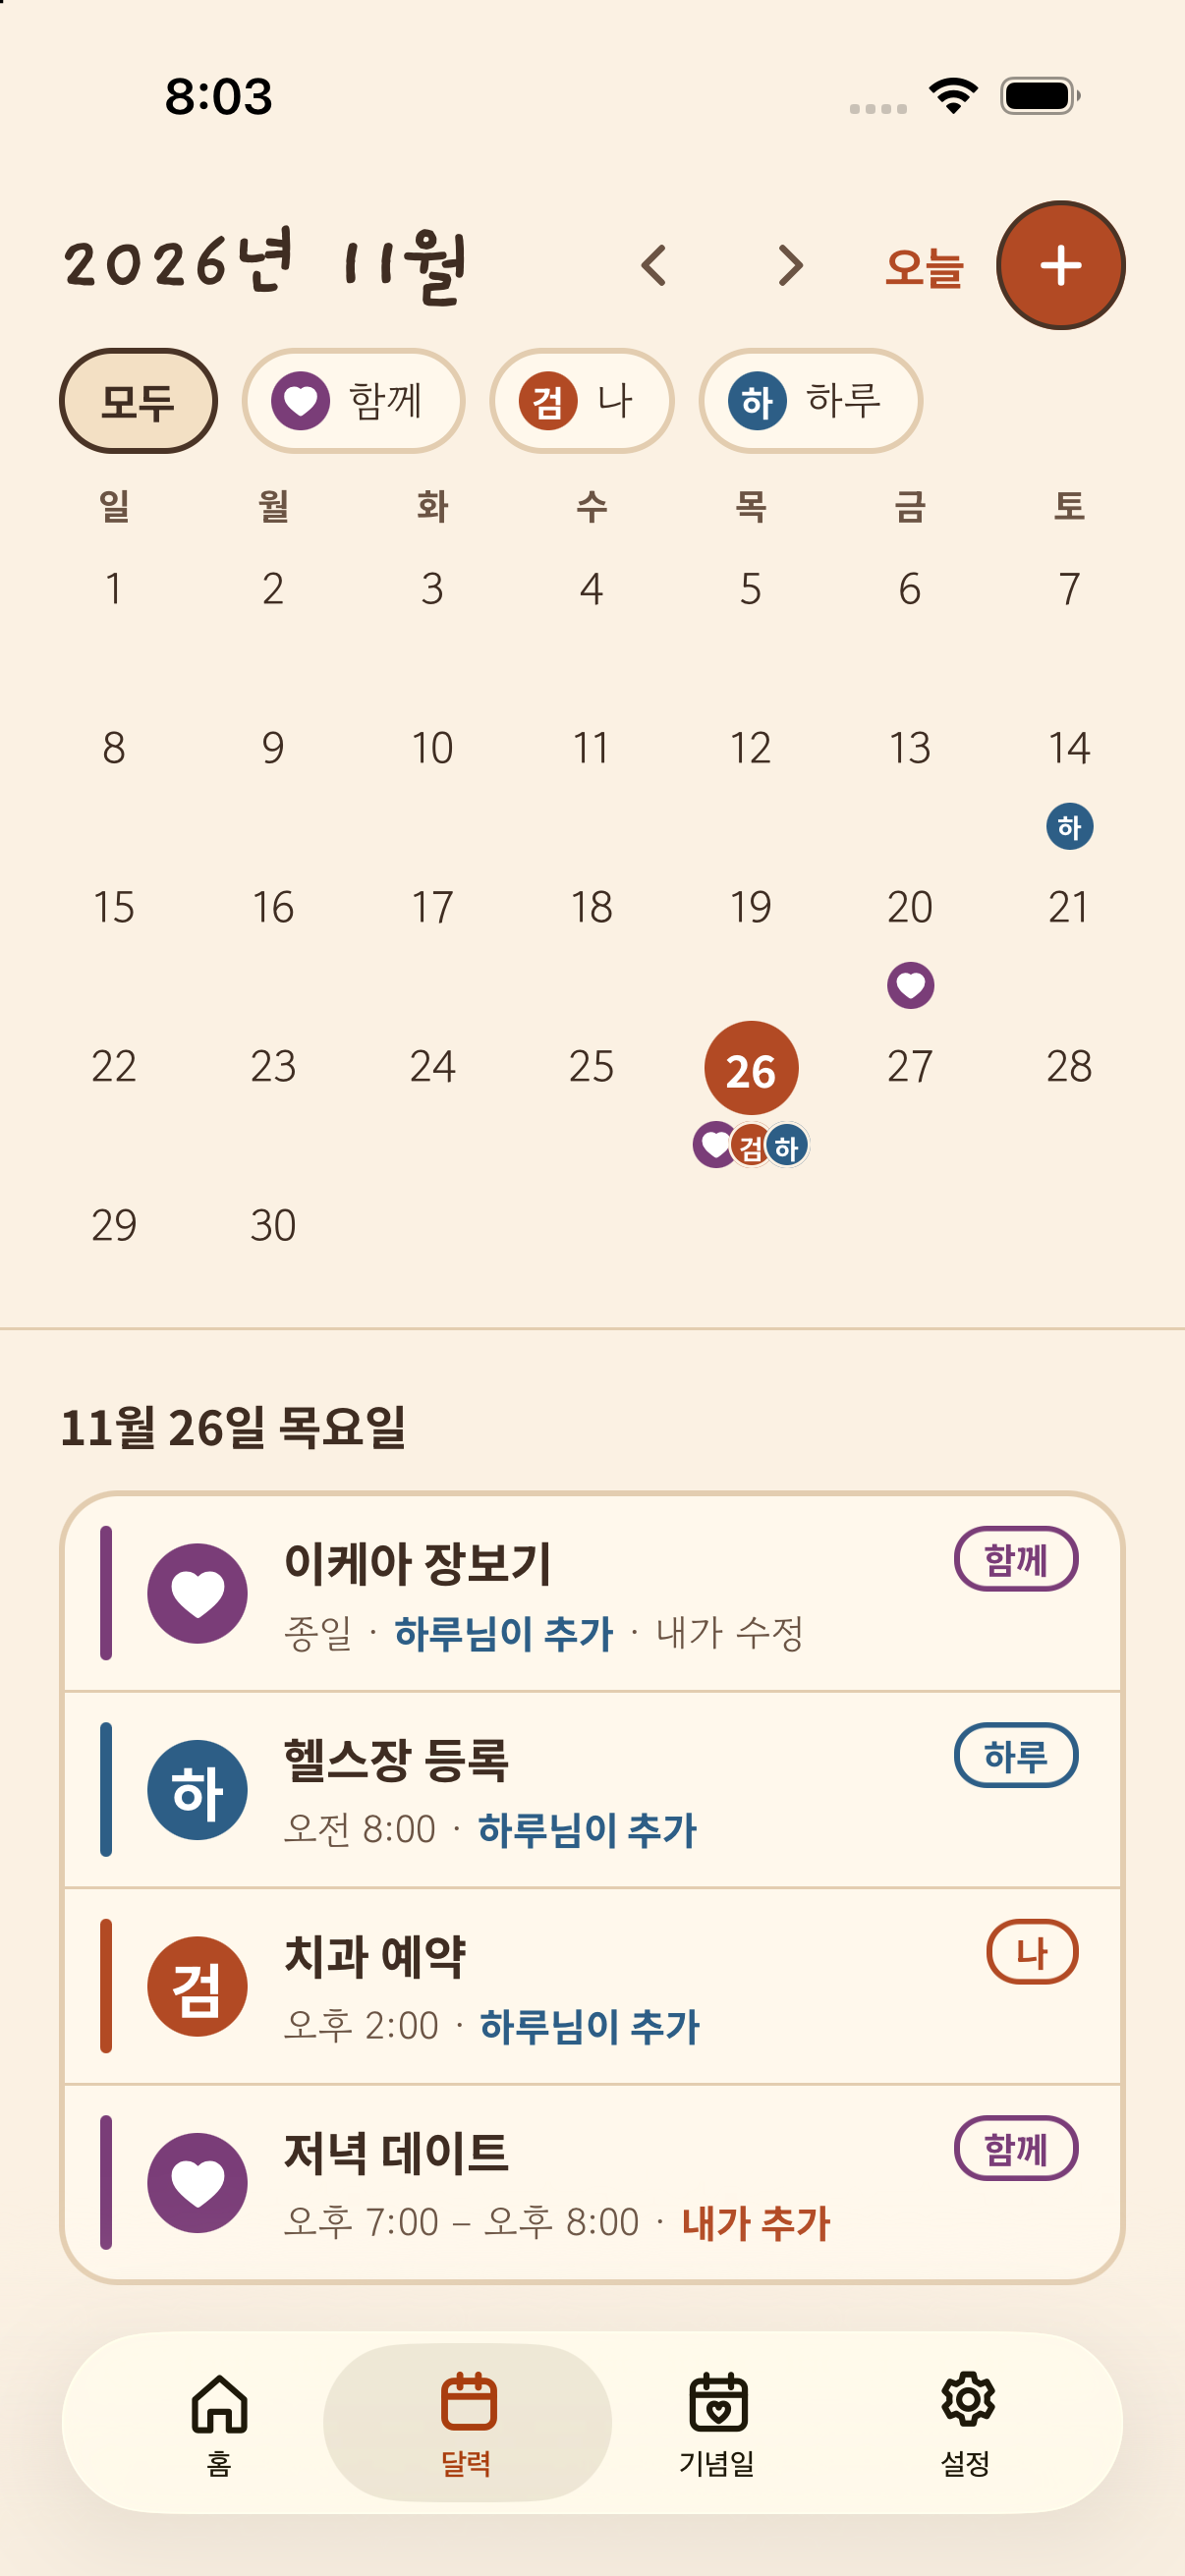 8:03
2026년 11월
오늘
모두 함께 검 나 하 하루
일 월 화 수 목 금 토
1 2 3 4 5 6 7
8 9 10 11 12 13 14
하
15 16 17 18 19 20 21
22 23 24 25 26 27 28
검 하
29 30
11월 26일 목요일
이케아 장보기 함께
종일 · 하루님이 추가 · 내가 수정
하 헬스장 등록 하루
오전 8:00 · 하루님이 추가
검 치과 예약 나
오후 2:00 · 하루님이 추가
저녁 데이트 함께
오후 7:00 – 오후 8:00 · 내가 추가
홈 달력 기념일 설정